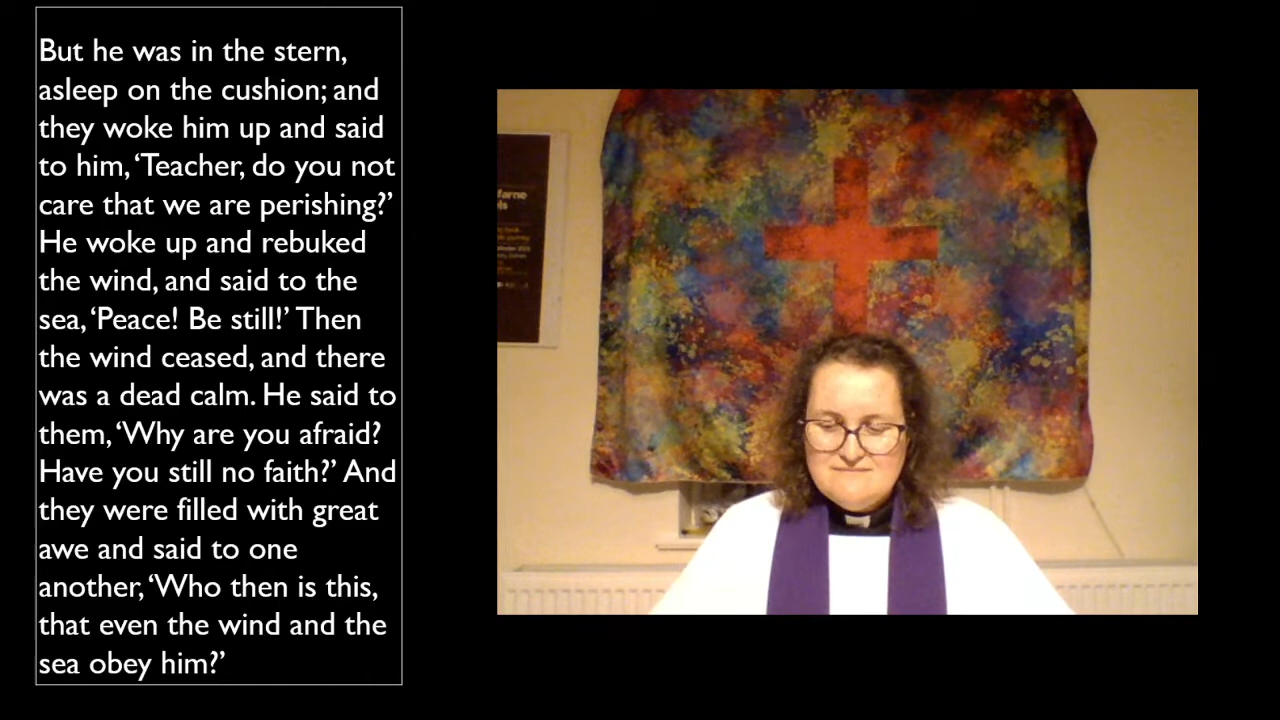 But he was in the stern,
asleep on the cushion; and
they woke him up and said
to him, ‘Teacher, do you not
care that we are perishing?’
He woke up and rebuked
the wind, and said to the
sea, ‘Peace! Be still!’ Then
the wind ceased, and there
was a dead calm. He said to
them, ‘Why are you afraid?
Have you still no faith?’ And
they were filled with great
awe and said to one
another, ‘Who then is this,
that even the wind and the
sea obey him?’